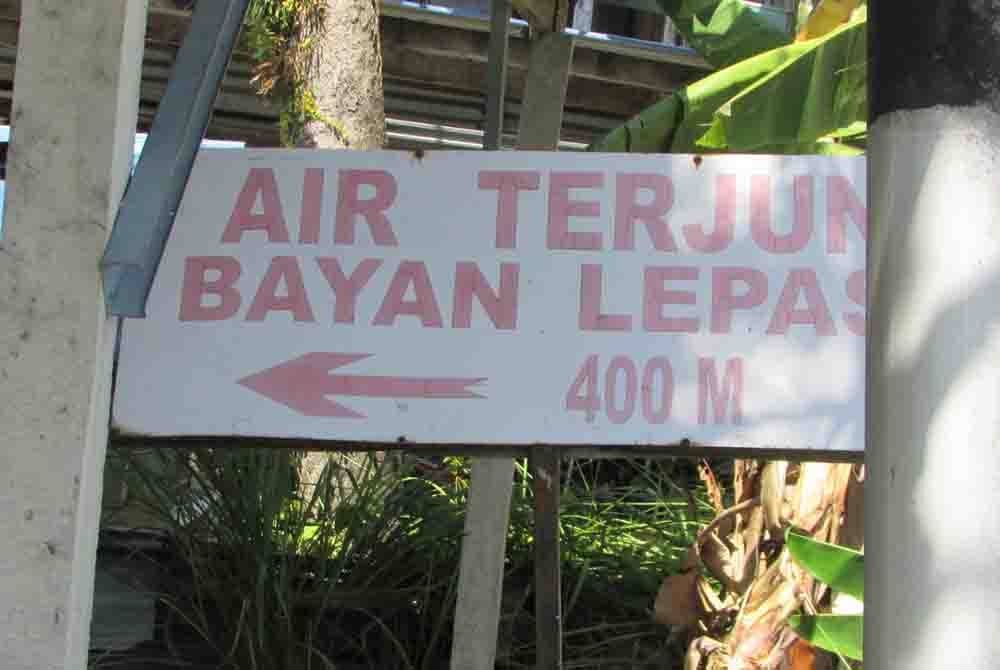 AIR TERJUN
BAYAN LEPAS
400 M